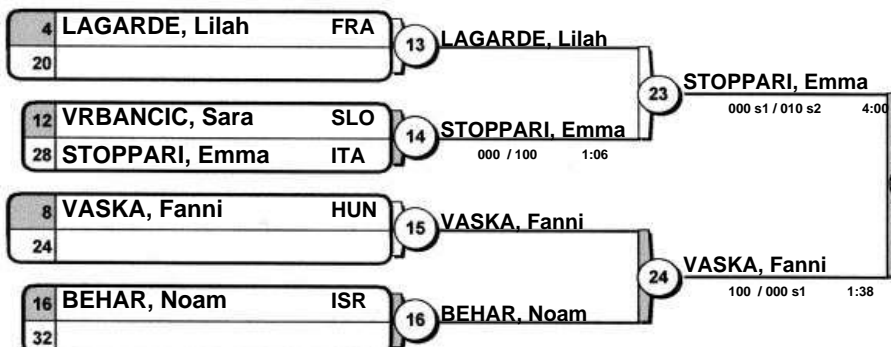 4 LAGARDE, Lilah FRA
20
13 LAGARDE, Lilah
12 VRBANCIC, Sara SLO
28 STOPPARI, Emma ITA
14 STOPPARI, Emma
000 / 100 1:06
23 STOPPARI, Emma
000 s1 / 010 s2 4:00
8 VASKA, Fanni HUN
24
15 VASKA, Fanni
16 BEHAR, Noam ISR
32
16 BEHAR, Noam
24 VASKA, Fanni
100 / 000 s1 1:38